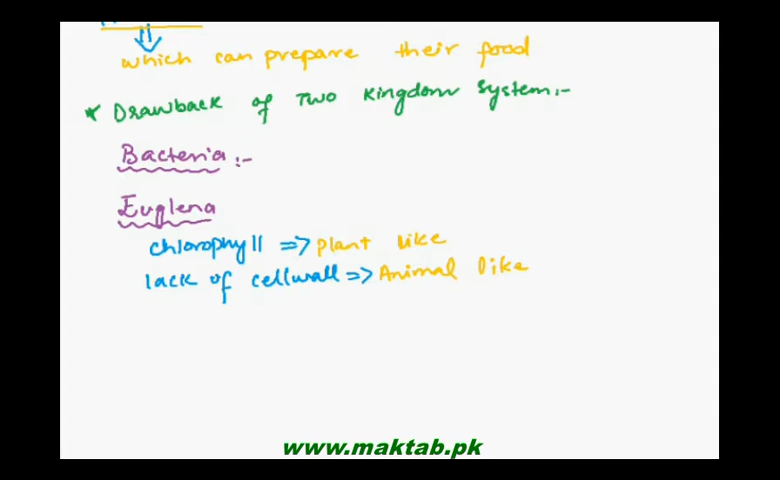 which can prepare their food
* Drawback of Two Kingdom System:-
Bacteria:-
Euglena
chlorophyll => plant like
lack of cellwall => Animal like
www.maktab.pk